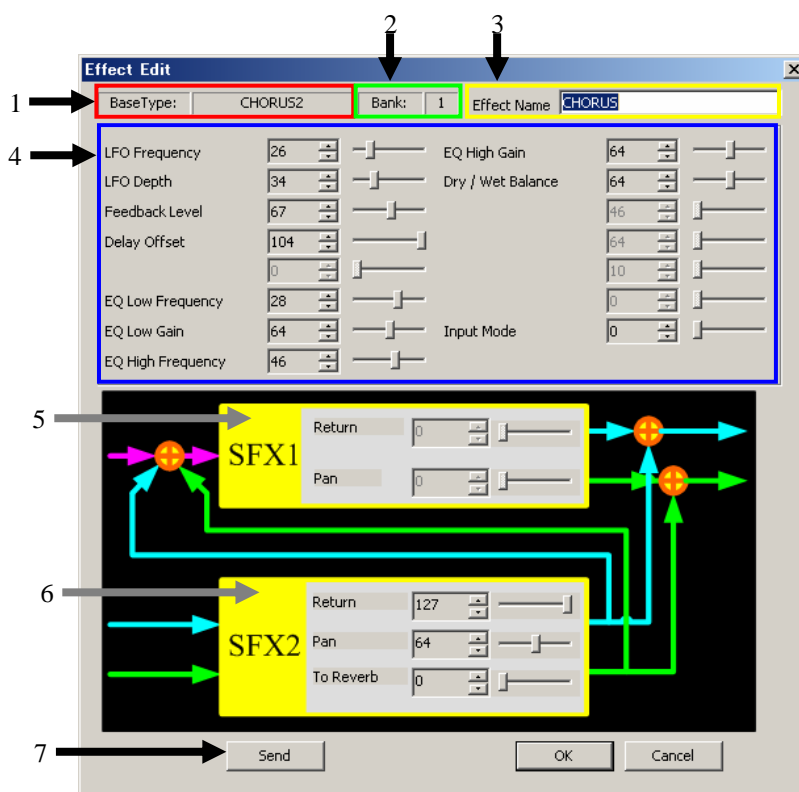 2
3
Effect Edit
1
BaseType: CHORUS2 Bank: 1 Effect Name CHORUS
4
LFO Frequency 26 EQ High Gain 64
LFO Depth 34 Dry / Wet Balance 64
Feedback Level 67 46
Delay Offset 104 64
0 10
EQ Low Frequency 28 0
EQ Low Gain 64 Input Mode 0
EQ High Frequency 46
5
SFX1
Return 0
Pan 0
6
SFX2
Return 127
Pan 64
To Reverb 0
7
Send OK Cancel